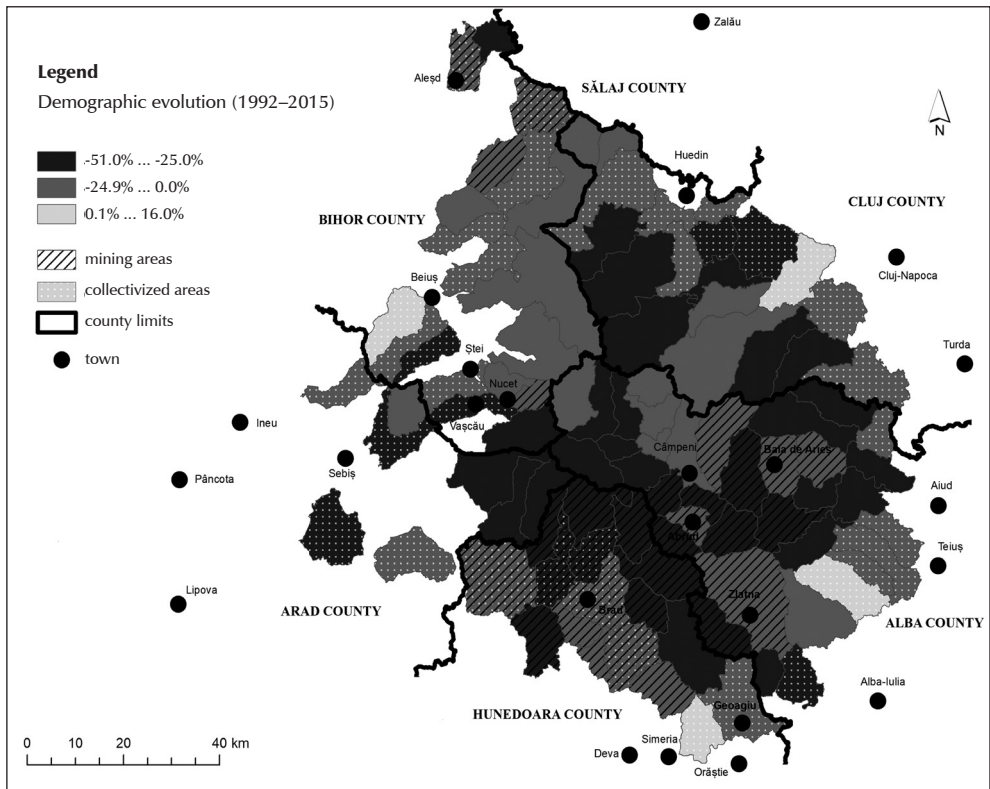 Legend
Demographic evolution (1992–2015)
-51.0% ... -25.0%
-24.9% ... 0.0%
0.1% ... 16.0%
mining areas
collectivized areas
county limits
town
Zalău
Aleșd
SĂLAJ COUNTY
N
Huedin
BIHOR COUNTY
CLUJ COUNTY
Cluj-Napoca
Beiuș
Ștei
Turda
Nucet
Vașcău
Ineu
Câmpeni
Baia de Arieș
Sebiș
Pâncota
Aiud
Abrud
Teiuș
Lipova
ARAD COUNTY
Brad
Zlatna
ALBA COUNTY
Alba-Iulia
HUNEDOARA COUNTY
Geoagiu
Simeria
Deva
Orăștie
0 10 20 40 km